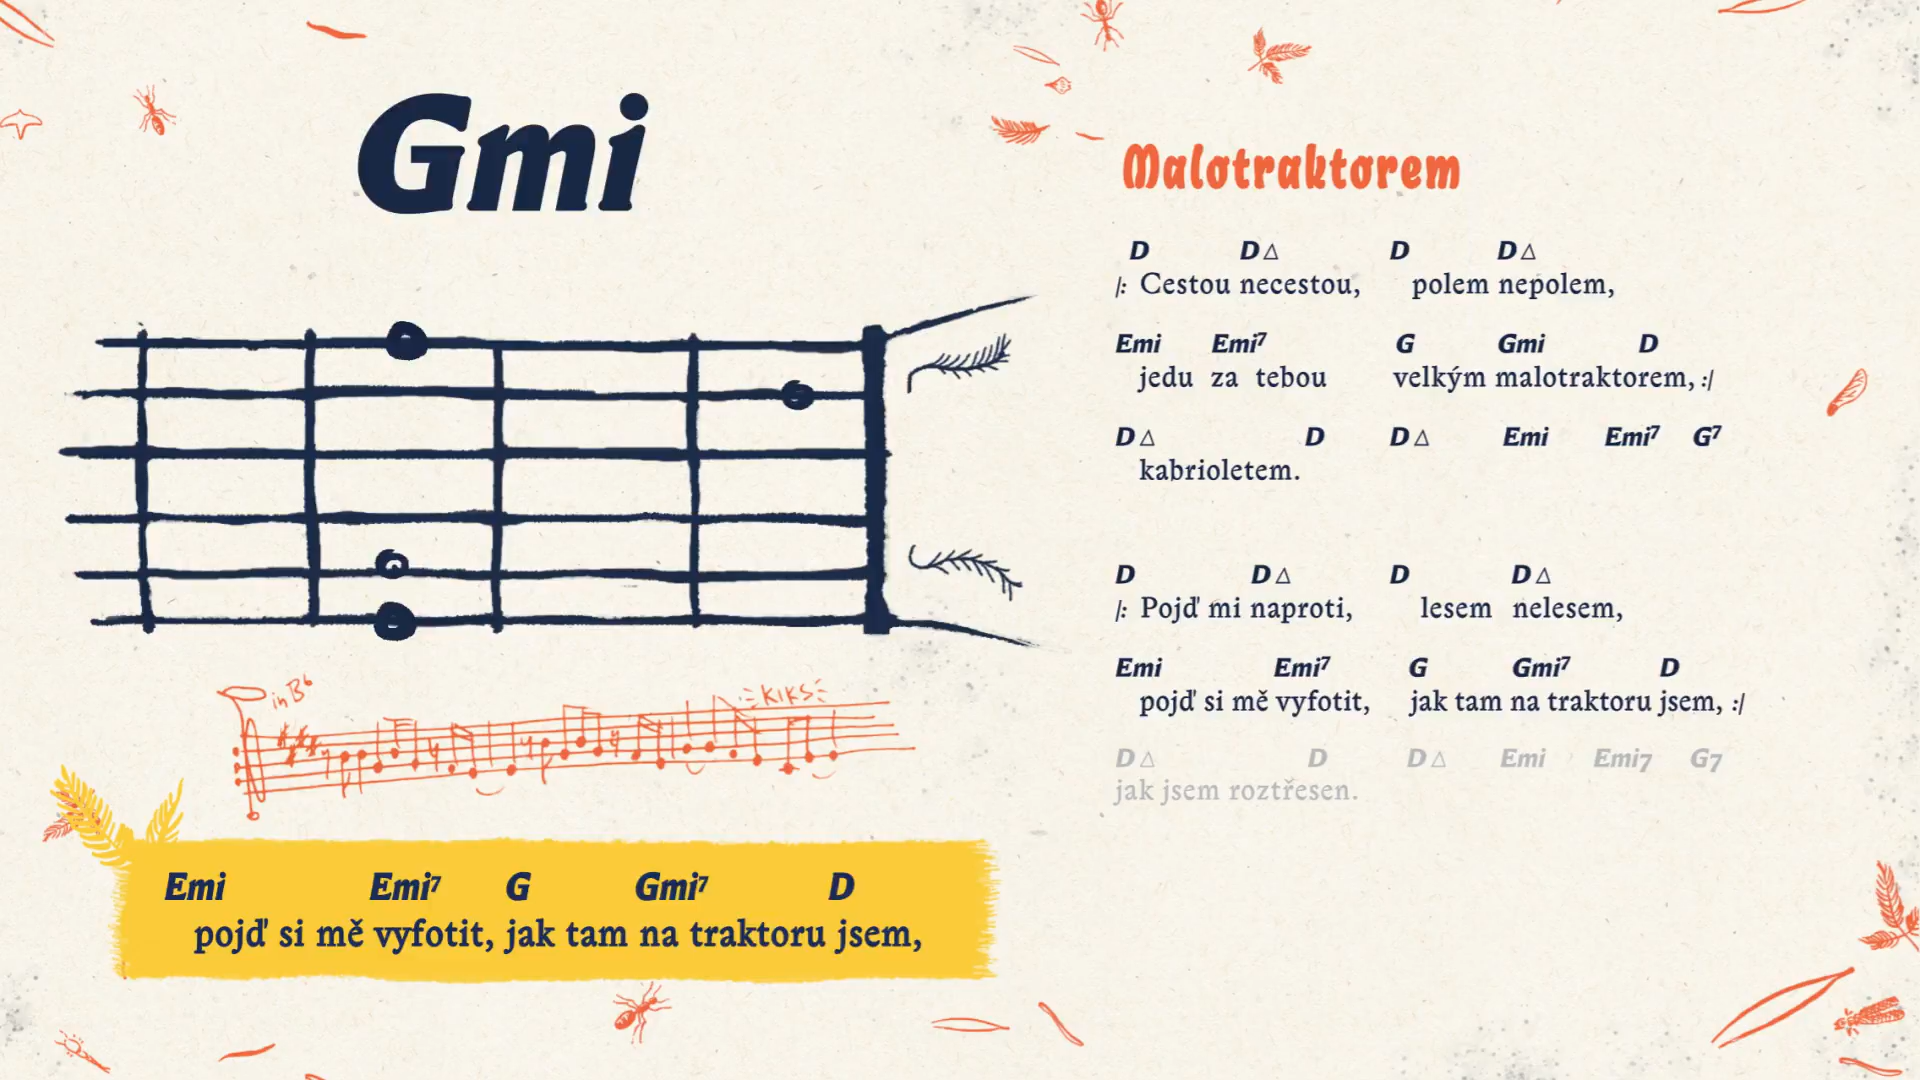 Gmi
in B6
KIKS
Emi Emi7 G Gmi7 D
pojď si mě vyfotit, jak tam na traktoru jsem,
Malotraktorem
D D△ D D△
/: Cestou necestou, polem nepolem,
Emi Emi7 G Gmi D
jedu za tebou velkým malotraktorem, :/
D△ D D△ Emi Emi7 G7
kabrioletem.
D D△ D D△
/: Pojď mi naproti, lesem nelesem,
Emi Emi7 G Gmi7 D
pojď si mě vyfotit, jak tam na traktoru jsem, :/
D△ D D△ Emi Emi7 G7
jak jsem roztřesen.